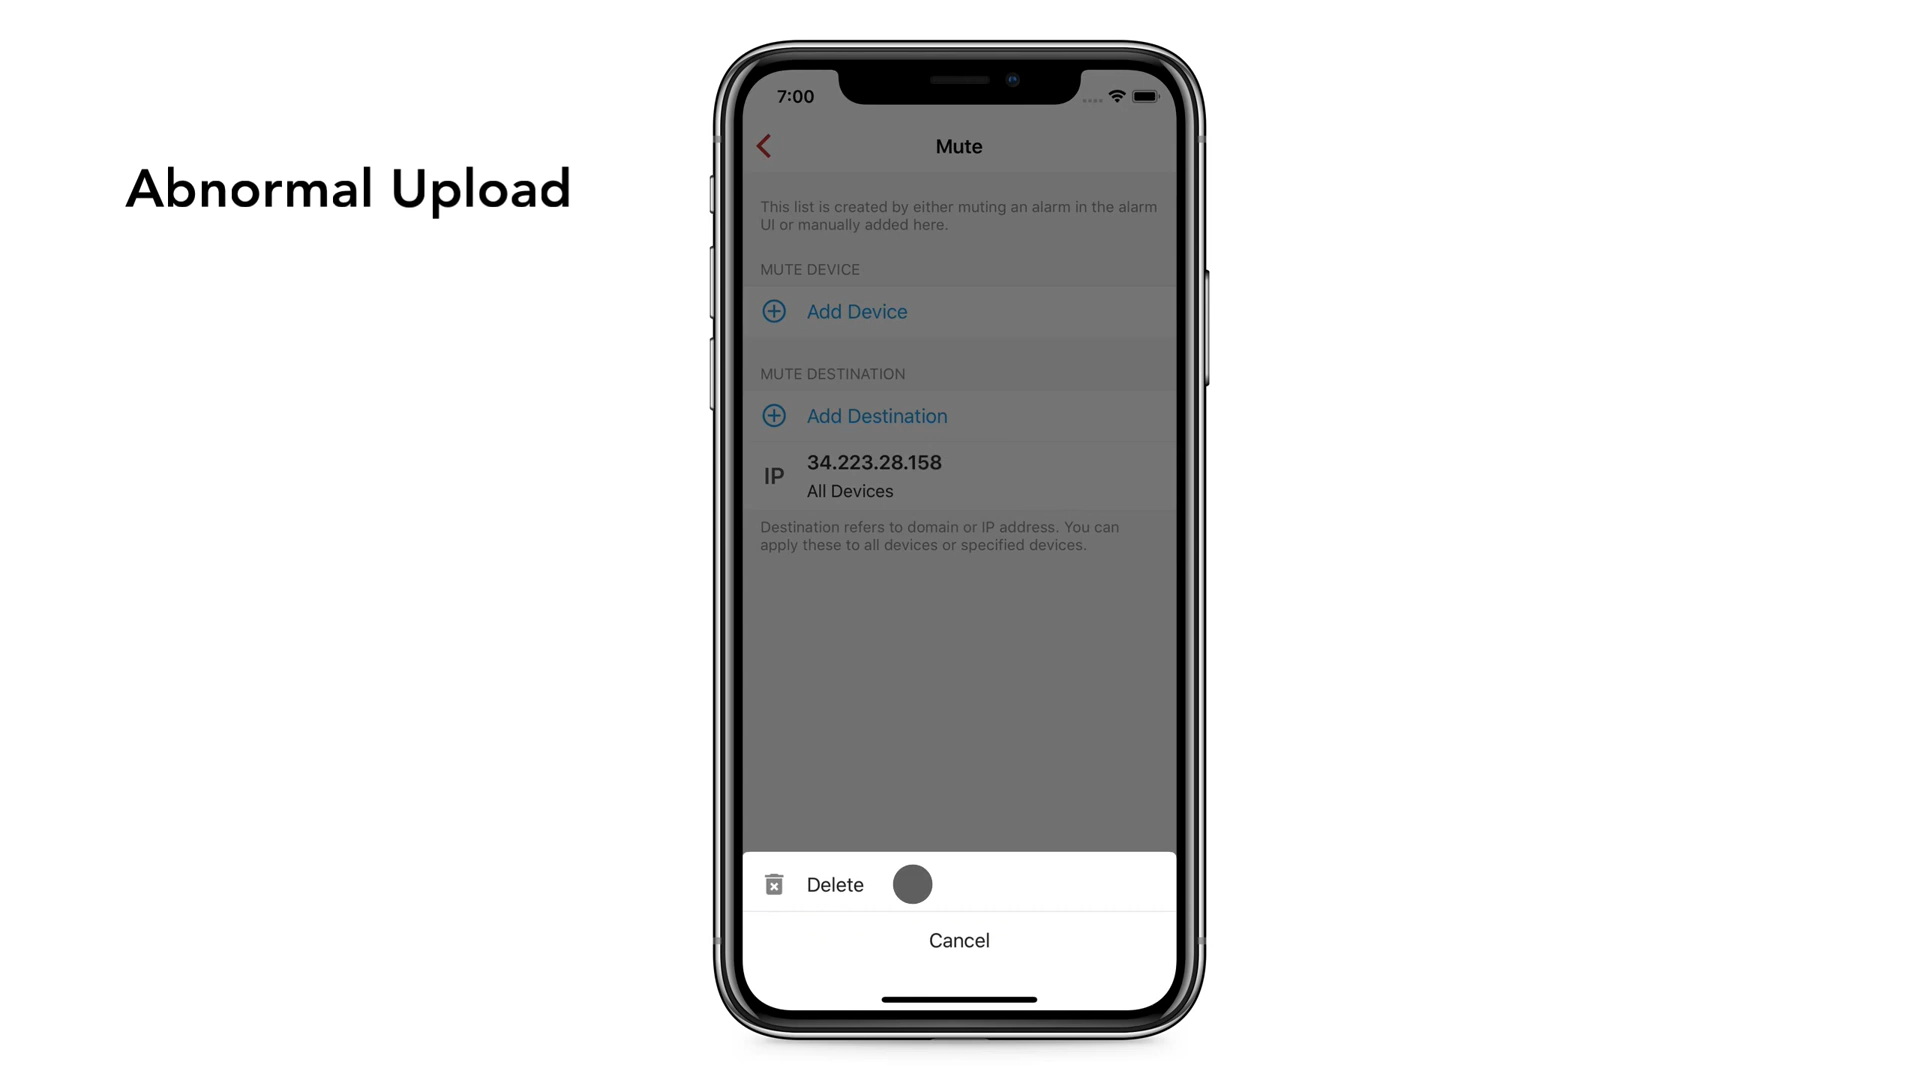 Abnormal Upload
7:00
Mute
This list is created by either muting an alarm in the alarm
UI or manually added here.
MUTE DEVICE
Add Device
MUTE DESTINATION
Add Destination
IP
34.223.28.158
All Devices
Destination refers to domain or IP address. You can
apply these to all devices or specified devices.
Delete
Cancel